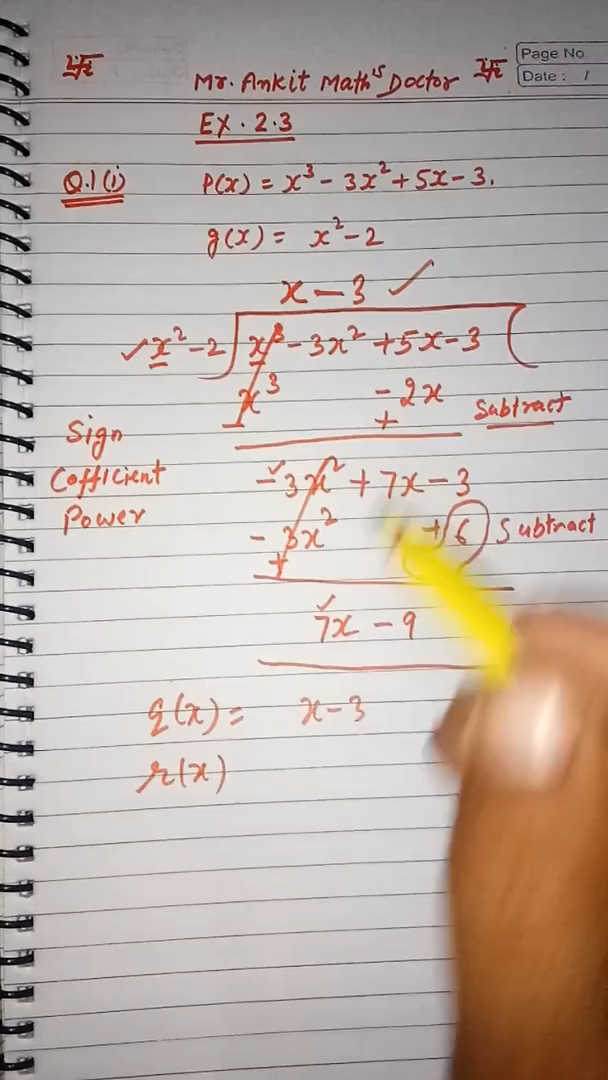 Page No
Date : /
Mr. Ankit Math's Doctor
EX. 2.3
Q.1(i) P(x) = x³ - 3x² + 5x - 3.
g(x) = x² - 2
x - 3 ✓
✓ x² - 2 ) x³ - 3x² + 5x - 3 (
x³ - 2x Subtract
- +
Sign
Cofficient
Power
- 3x² + 7x - 3
- 3x² + 6 Subtract
+
7x - 9
q(x) = x - 3
r(x)